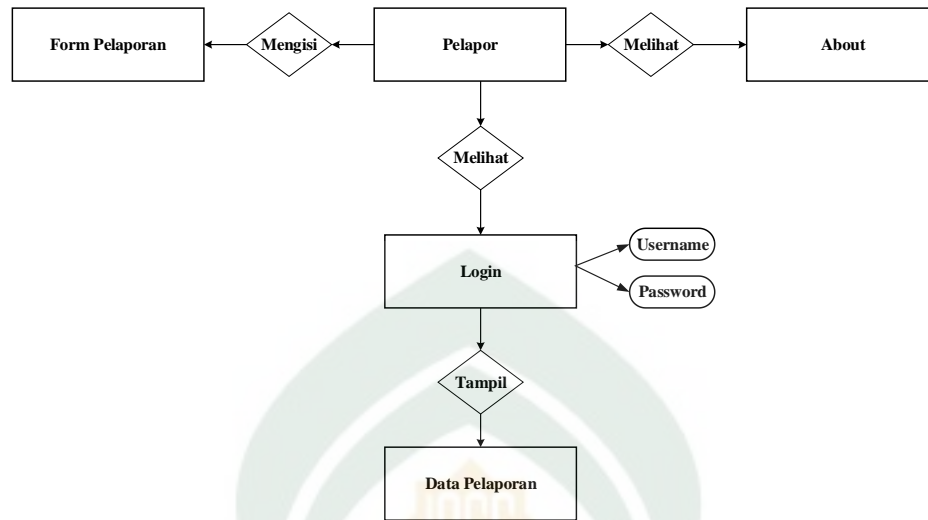 Form Pelaporan
Mengisi
Pelapor
Melihat
About
Melihat
Login
Username
Password
Tampil
Data Pelaporan